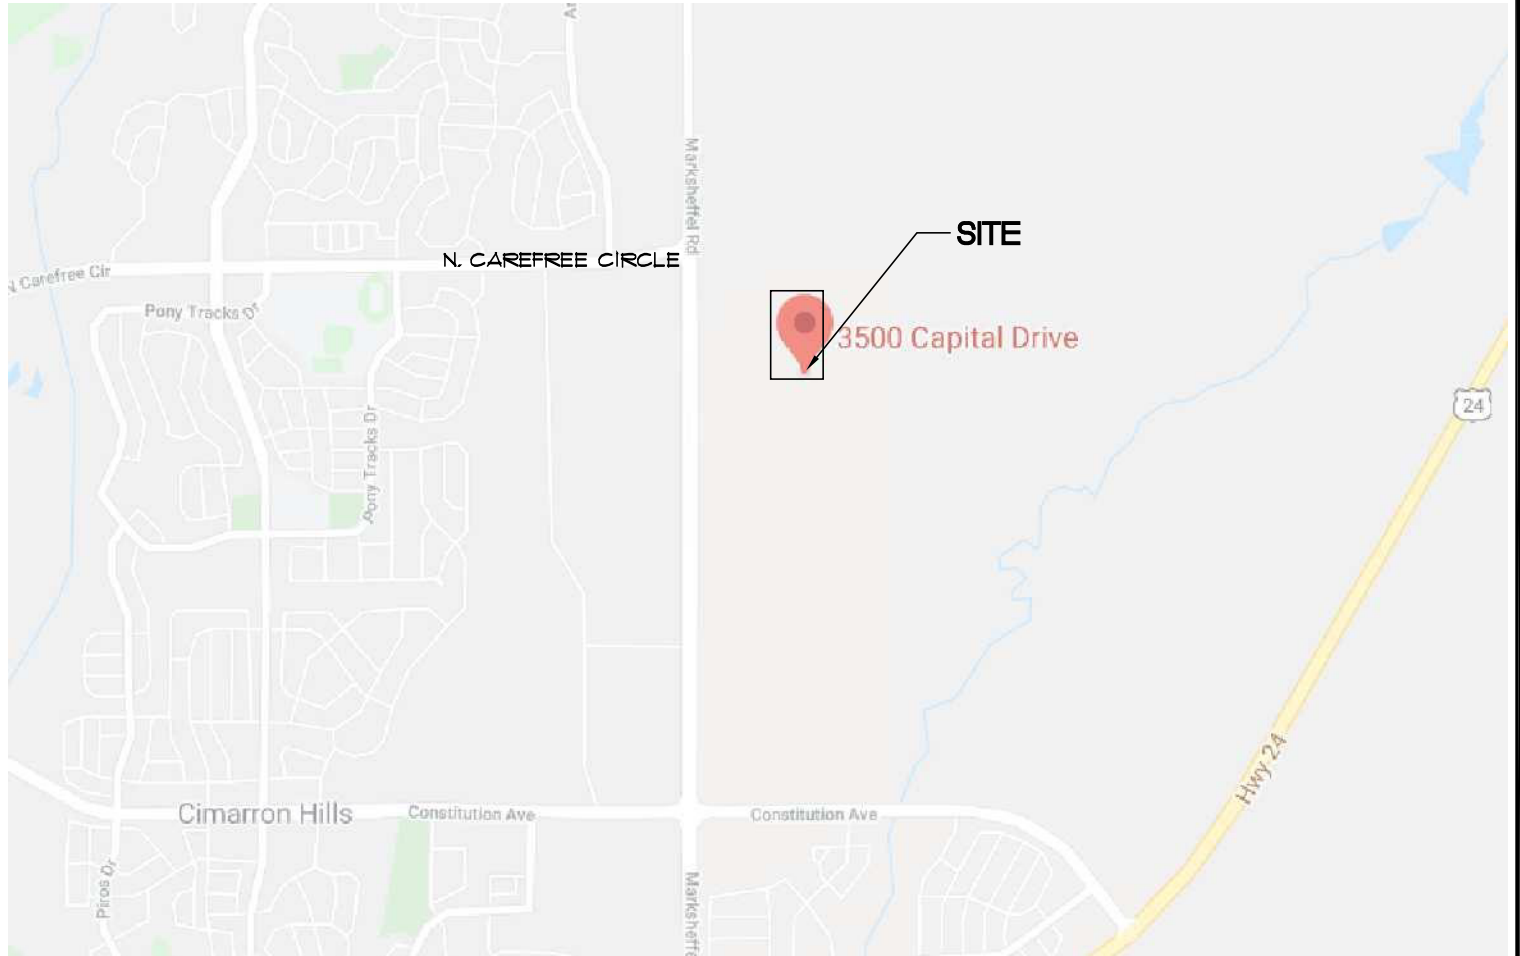 Marksheffel Rd
SITE
N. CAREFREE CIRCLE
N Carefree Cir
Pony Tracks Dr
3500 Capital Drive
24
Pony Tracks Dr
Hwy 24
Cimarron Hills
Constitution Ave
Constitution Ave
Piros Dr
Marksheffe